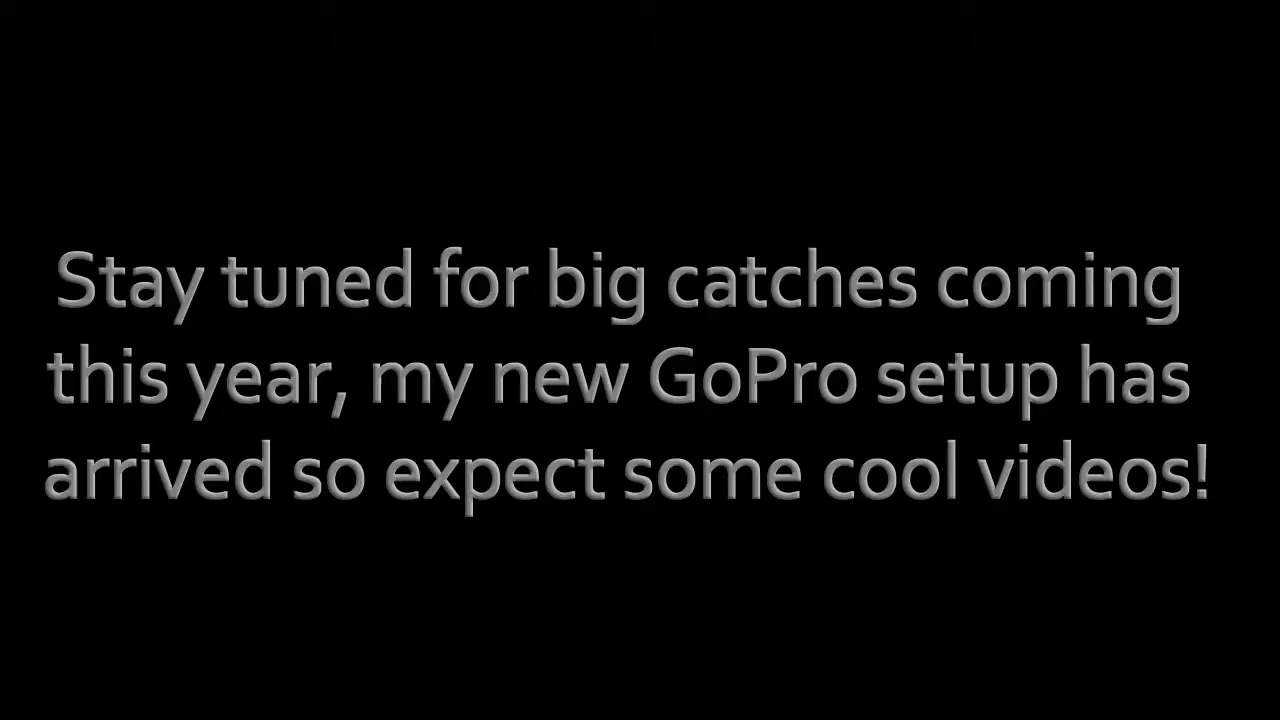 Stay tuned for big catches coming
this year, my new GoPro setup has
arrived so expect some cool videos!